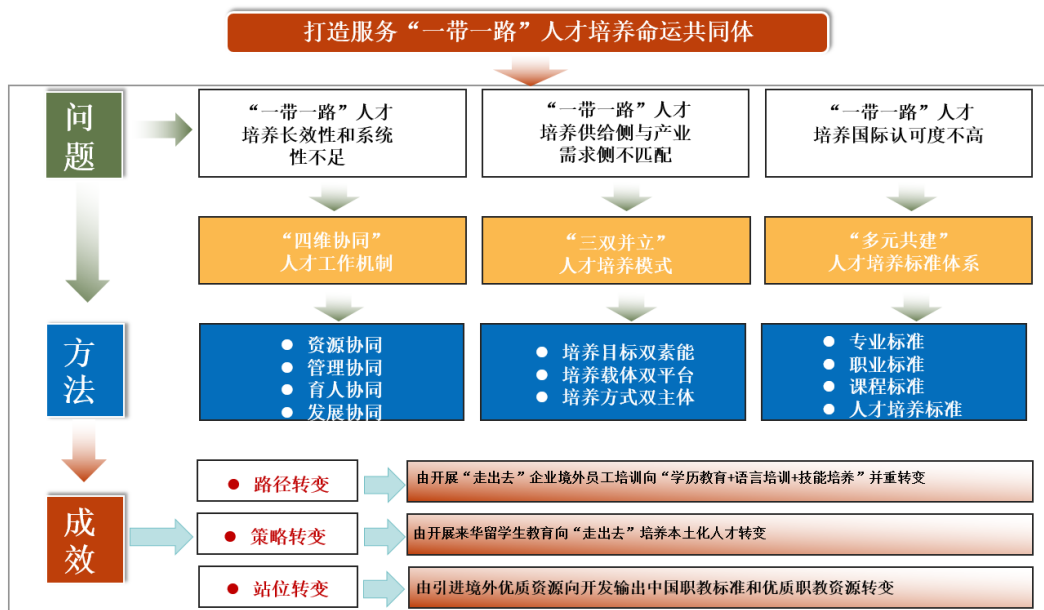 打造服务“一带一路”人才培养命运共同体
问
题
“一带一路”人才
培养长效性和系统
性不足
“一带一路”人才
培养供给侧与产业
需求侧不匹配
“一带一路”人才
培养国际认可度不高
“四维协同”
人才工作机制
“三双并立”
人才培养模式
“多元共建”
人才培养标准体系
方
法
资源协同
管理协同
育人协同
发展协同
培养目标双素能
培养载体双平台
培养方式双主体
专业标准
职业标准
课程标准
人才培养标准
成
效
路径转变
由开展“走出去”企业境外员工培训向“学历教育+语言培训+技能培养”并重转变
策略转变
由开展来华留学生教育向“走出去”培养本土化人才转变
站位转变
由引进境外优质资源向开发输出中国职教标准和优质职教资源转变